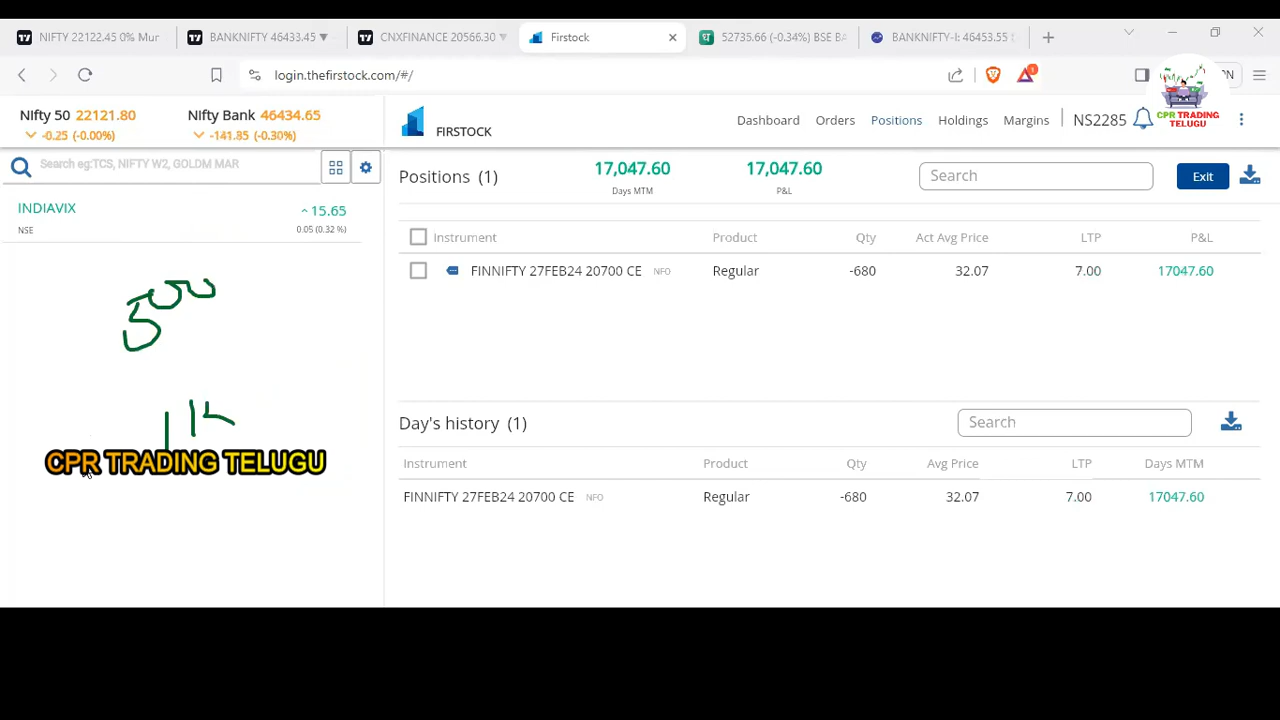 NIFTY 22122.45 0% Mur
BANKNIFTY 46433.45 ▼
CNXFINANCE 20566.30 ▼
Firstock
52735.66 (-0.34%) BSE BA
BANKNIFTY-I: 46453.55
login.thefirstock.com/#/
1
CPR TRADING
TELUGU
NIfty 50 22121.80
-0.25 (-0.00%)
Nifty Bank 46434.65
-141.85 (-0.30%)
FIRSTOCK
Dashboard
Orders
Positions
Holdings
Margins
NS2285
Search eg:TCS, NIFTY W2, GOLDM MAR
INDIAVIX
15.65
NSE
0.05 (0.32 %)
5000
11K
CPR TRADING TELUGU
Positions (1)
17,047.60
Days MTM
17,047.60
P&L
Search
Exit
Instrument Product Qty Act Avg Price LTP P&L
FINNIFTY 27FEB24 20700 CE NFO Regular -680 32.07 7.00 17047.60
Day's history (1)
Search
Instrument Product Qty Avg Price LTP Days MTM
FINNIFTY 27FEB24 20700 CE NFO Regular -680 32.07 7.00 17047.60